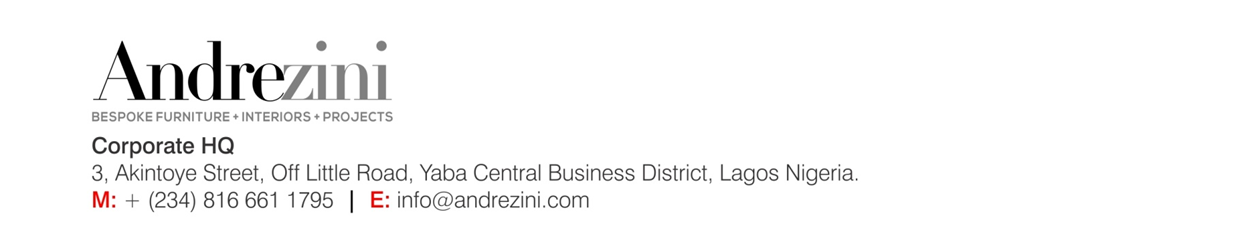 Andrezini
BESPOKE FURNITURE + INTERIORS + PROJECTS
Corporate HQ
3, Akintoye Street, Off Little Road, Yaba Central Business District, Lagos Nigeria.
M: + (234) 816 661 1795 | E: info@andrezini.com